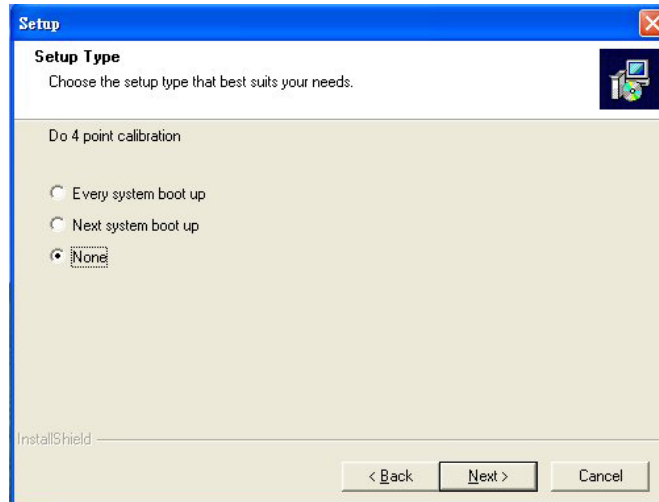 Setup
Setup Type
Choose the setup type that best suits your needs.
Do 4 point calibration
Every system boot up
Next system boot up
None
InstallShield
< Back Next > Cancel